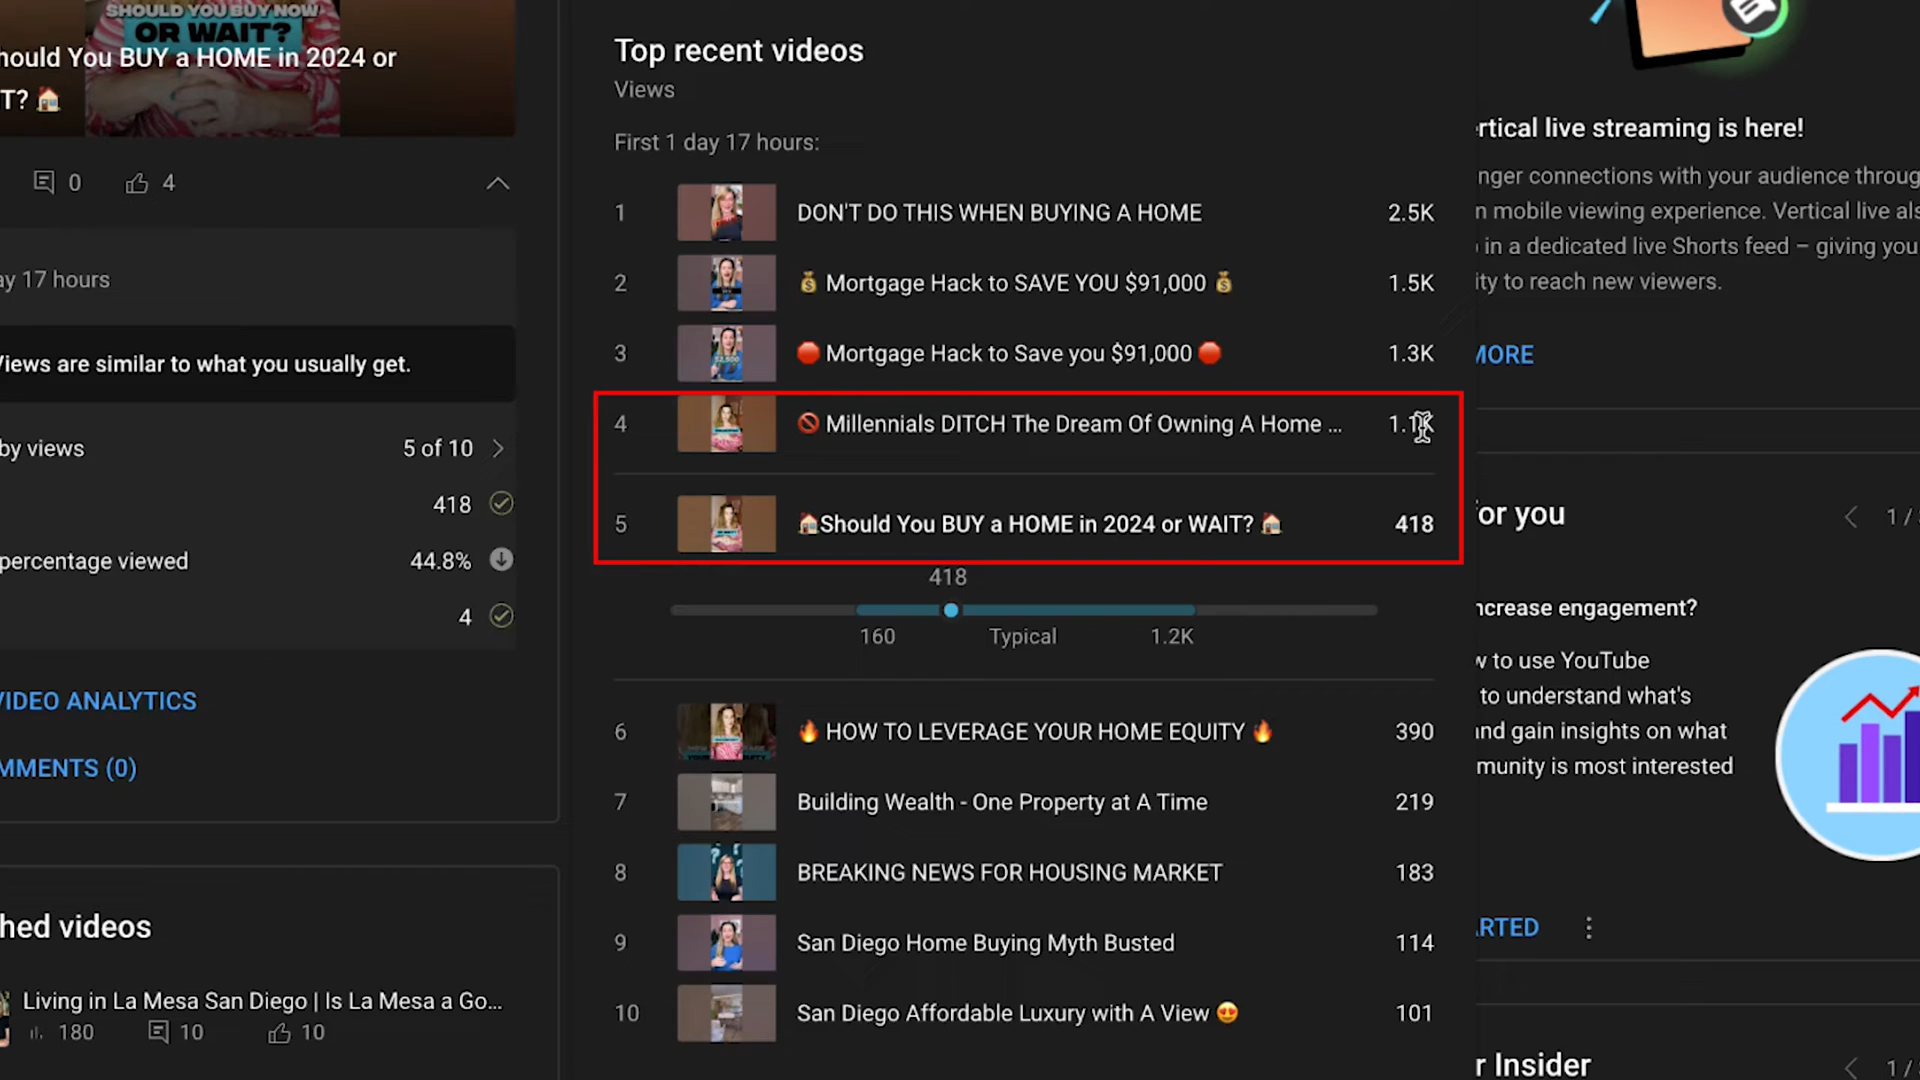 SHOULD YOU BUY NOW
OR WAIT?
hould You BUY a HOME in 2024 or
T? 🏠
0
4
ay 17 hours
Views are similar to what you usually get.
by views
5 of 10
418
percentage viewed
44.8%
4
VIDEO ANALYTICS
MMENTS (0)
hed videos
Living in La Mesa San Diego | Is La Mesa a Go...
180
10
10
Top recent videos
Views
First 1 day 17 hours:
1
DON'T DO THIS WHEN BUYING A HOME
2.5K
2
💰 Mortgage Hack to SAVE YOU $91,000 💰
1.5K
3
🛑 Mortgage Hack to Save you $91,000 🛑
1.3K
4
🚫 Millennials DITCH The Dream Of Owning A Home ...
1.1K
5
🏠Should You BUY a HOME in 2024 or WAIT? 🏠
418
418
160
Typical
1.2K
6
🔥 HOW TO LEVERAGE YOUR HOME EQUITY 🔥
390
7
Building Wealth - One Property at A Time
219
8
BREAKING NEWS FOR HOUSING MARKET
183
9
San Diego Home Buying Myth Busted
114
10
San Diego Affordable Luxury with A View 😍
101
rtical live streaming is here!
nger connections with your audience throug
n mobile viewing experience. Vertical live als
in a dedicated live Shorts feed – giving you
ity to reach new viewers.
MORE
for you
1 /
ncrease engagement?
w to use YouTube
to understand what's
and gain insights on what
munity is most interested
ARTED
r Insider
1 /